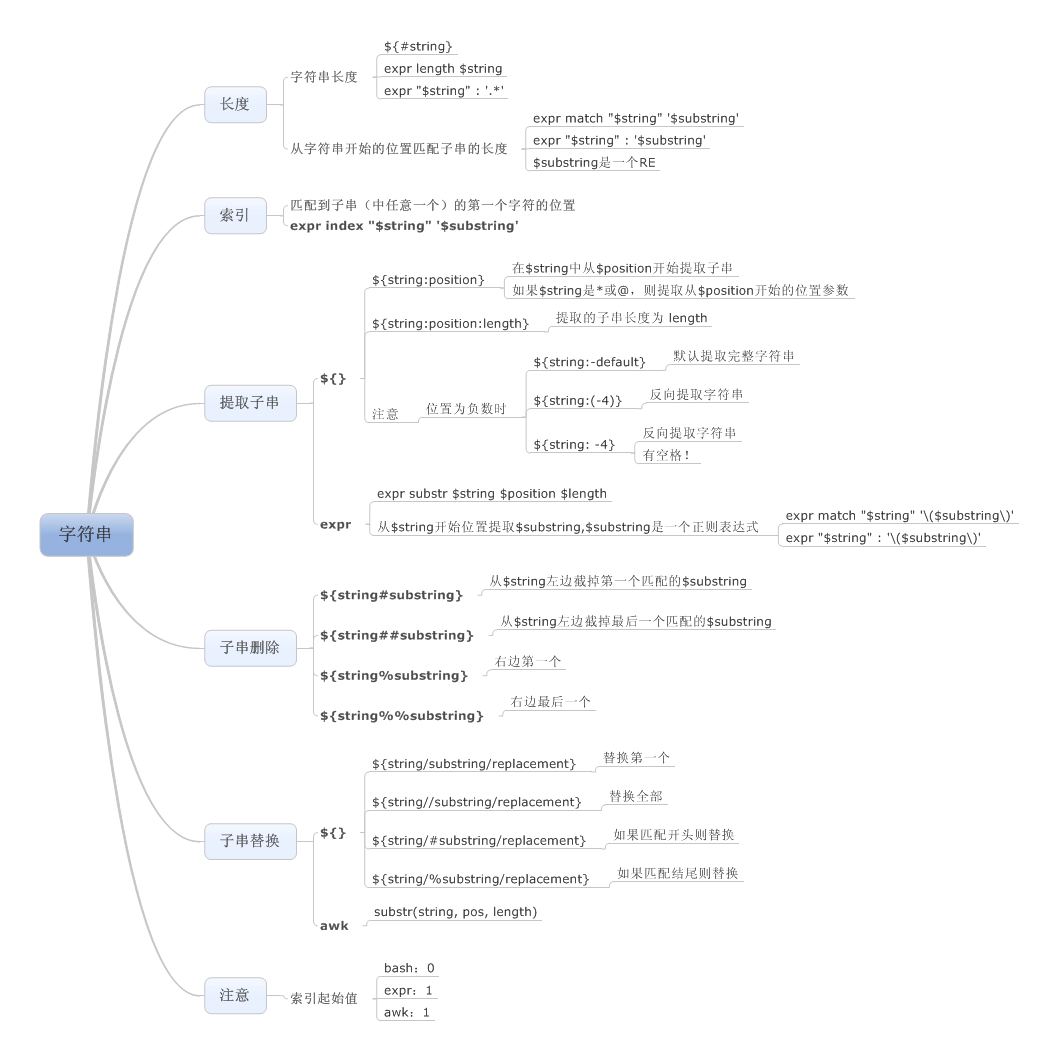 字符串
长度
字符串长度
${#string}
expr length $string
expr "$string" : '.*'
从字符串开始的位置匹配子串的长度
expr match "$string" '$substring'
expr "$string" : '$substring'
$substring是一个RE
索引
匹配到子串（中任意一个）的第一个字符的位置
expr index "$string" '$substring'
提取子串
${}
${string:position}
在$string中从$position开始提取子串
如果$string是*或@，则提取从$position开始的位置参数
${string:position:length}
提取的子串长度为 length
注意
位置为负数时
${string:-default}
默认提取完整字符串
${string:(-4)}
反向提取字符串
${string: -4}
反向提取字符串
有空格！
expr
expr substr $string $position $length
从$string开始位置提取$substring,$substring是一个正则表达式
expr match "$string" '\($substring\)'
expr "$string" : '\($substring\)'
子串删除
${string#substring}
从$string左边截掉第一个匹配的$substring
${string##substring}
从$string左边截掉最后一个匹配的$substring
${string%substring}
右边第一个
${string%%substring}
右边最后一个
子串替换
${}
${string/substring/replacement}
替换第一个
${string//substring/replacement}
替换全部
${string/#substring/replacement}
如果匹配开头则替换
${string/%substring/replacement}
如果匹配结尾则替换
awk
substr(string, pos, length)
注意
索引起始值
bash：0
expr：1
awk：1